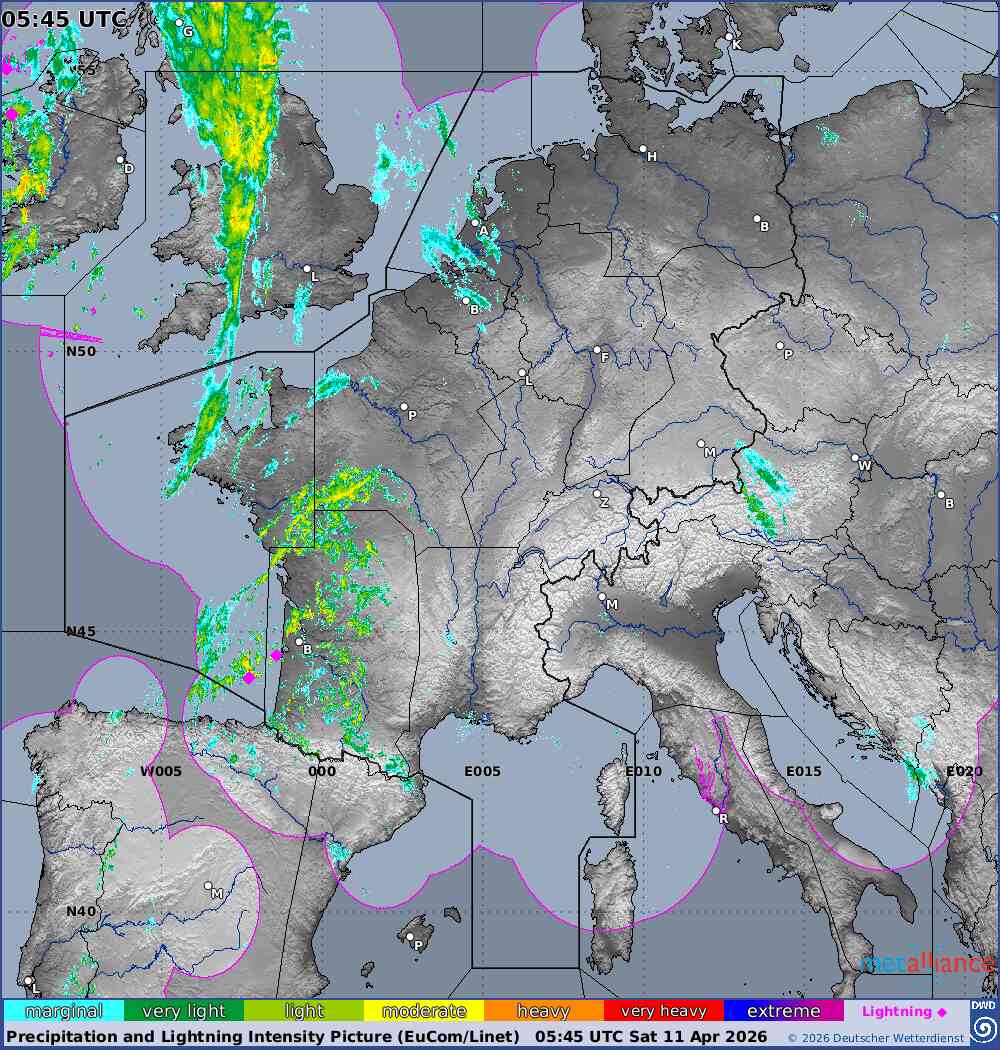 05:45 UTC
G
K
N55
H
D
B
A
L
B
N50
P
F
L
P
M
W
B
Z
M
N45
B
W005
000
E005
E010
E015
E020
R
M
N40
P
L
metalliance
marginal
very light
light
moderate
heavy
very heavy
extreme
Lightning ◆
DWD
Precipitation and Lightning Intensity Picture (EuCom/Linet) 05:45 UTC Sat 11 Apr 2026 © 2026 Deutscher Wetterdienst